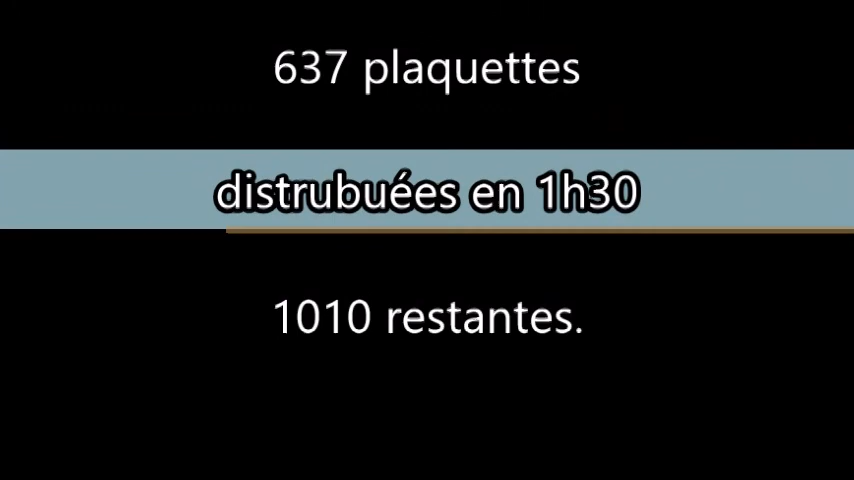 637 plaquettes
distrubuées en 1h30
1010 restantes.